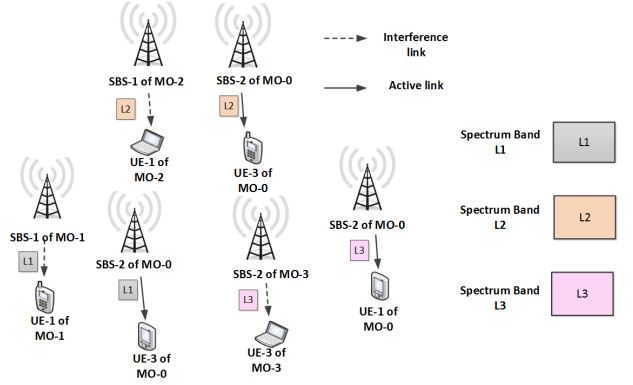 Interference
link
SBS-1 of MO-2
SBS-2 of MO-0
Active link
L2
L2
UE-1 of
MO-2
UE-3 of
MO-0
Spectrum Band
L1
L1
SBS-1 of MO-1
SBS-2 of MO-0
SBS-2 of MO-3
SBS-2 of MO-0
Spectrum Band
L2
L2
L1
L1
L3
L3
UE-1 of
MO-1
UE-3 of
MO-0
UE-3 of
MO-3
UE-1 of
MO-0
Spectrum Band
L3
L3